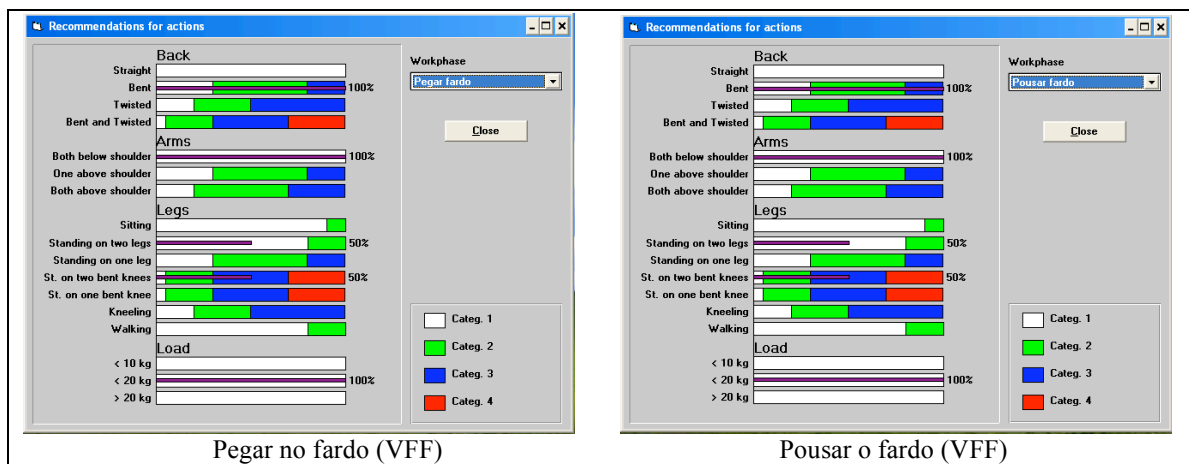 Recommendations for actions
Back
Straight
Bent 100%
Twisted
Bent and Twisted
Arms
Both below shoulder 100%
One above shoulder
Both above shoulder
Legs
Sitting
Standing on two legs 50%
Standing on one leg
St. on two bent knees 50%
St. on one bent knee
Kneeling
Walking
Load
< 10 kg
< 20 kg 100%
> 20 kg
Workphase
Pegar fardo
Close
Categ. 1
Categ. 2
Categ. 3
Categ. 4
Pegar no fardo (VFF)
Recommendations for actions
Back
Straight
Bent 100%
Twisted
Bent and Twisted
Arms
Both below shoulder 100%
One above shoulder
Both above shoulder
Legs
Sitting
Standing on two legs 50%
Standing on one leg
St. on two bent knees 50%
St. on one bent knee
Kneeling
Walking
Load
< 10 kg
< 20 kg 100%
> 20 kg
Workphase
Pousar fardo
Close
Categ. 1
Categ. 2
Categ. 3
Categ. 4
Pousar o fardo (VFF)